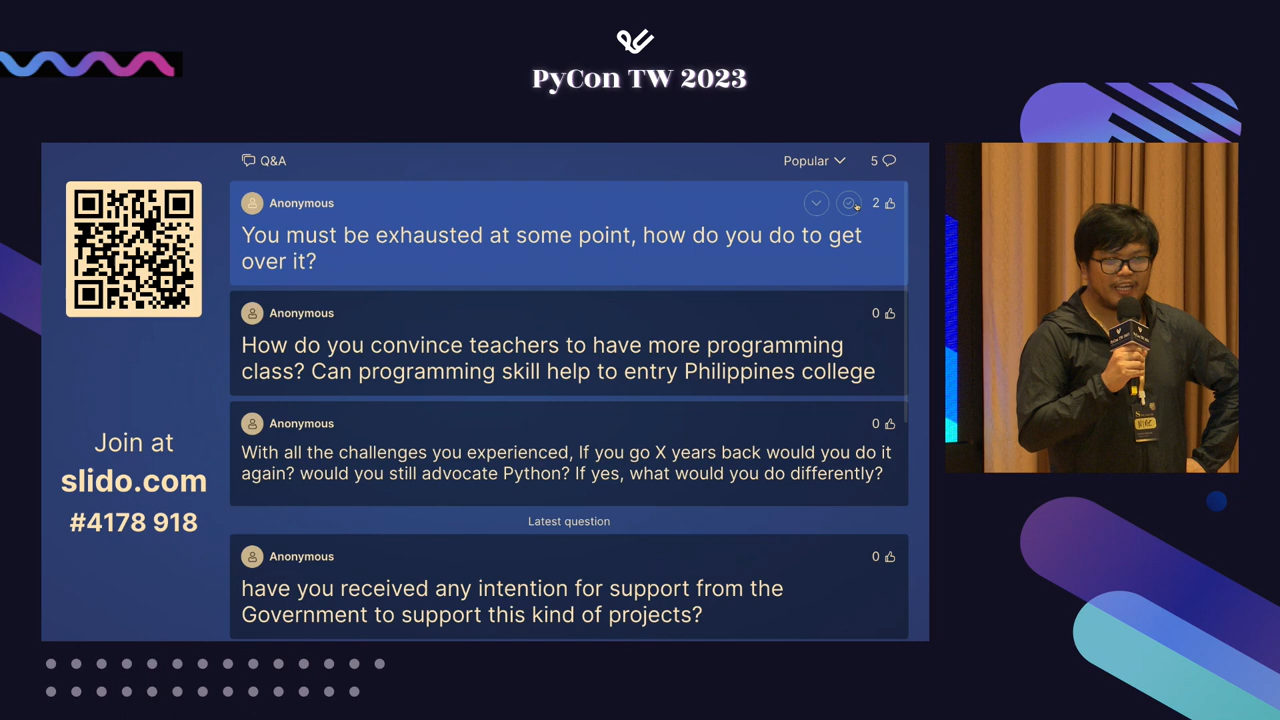 PyCon TW 2023
Q&A
Popular
5
Anonymous
2
You must be exhausted at some point, how do you do to get
over it?
Anonymous
0
How do you convince teachers to have more programming
class? Can programming skill help to entry Philippines college
Anonymous
0
With all the challenges you experienced, If you go X years back would you do it
again? would you still advocate Python? If yes, what would you do differently?
Latest question
Anonymous
0
have you received any intention for support from the
Government to support this kind of projects?
Join at
slido.com
#4178 918